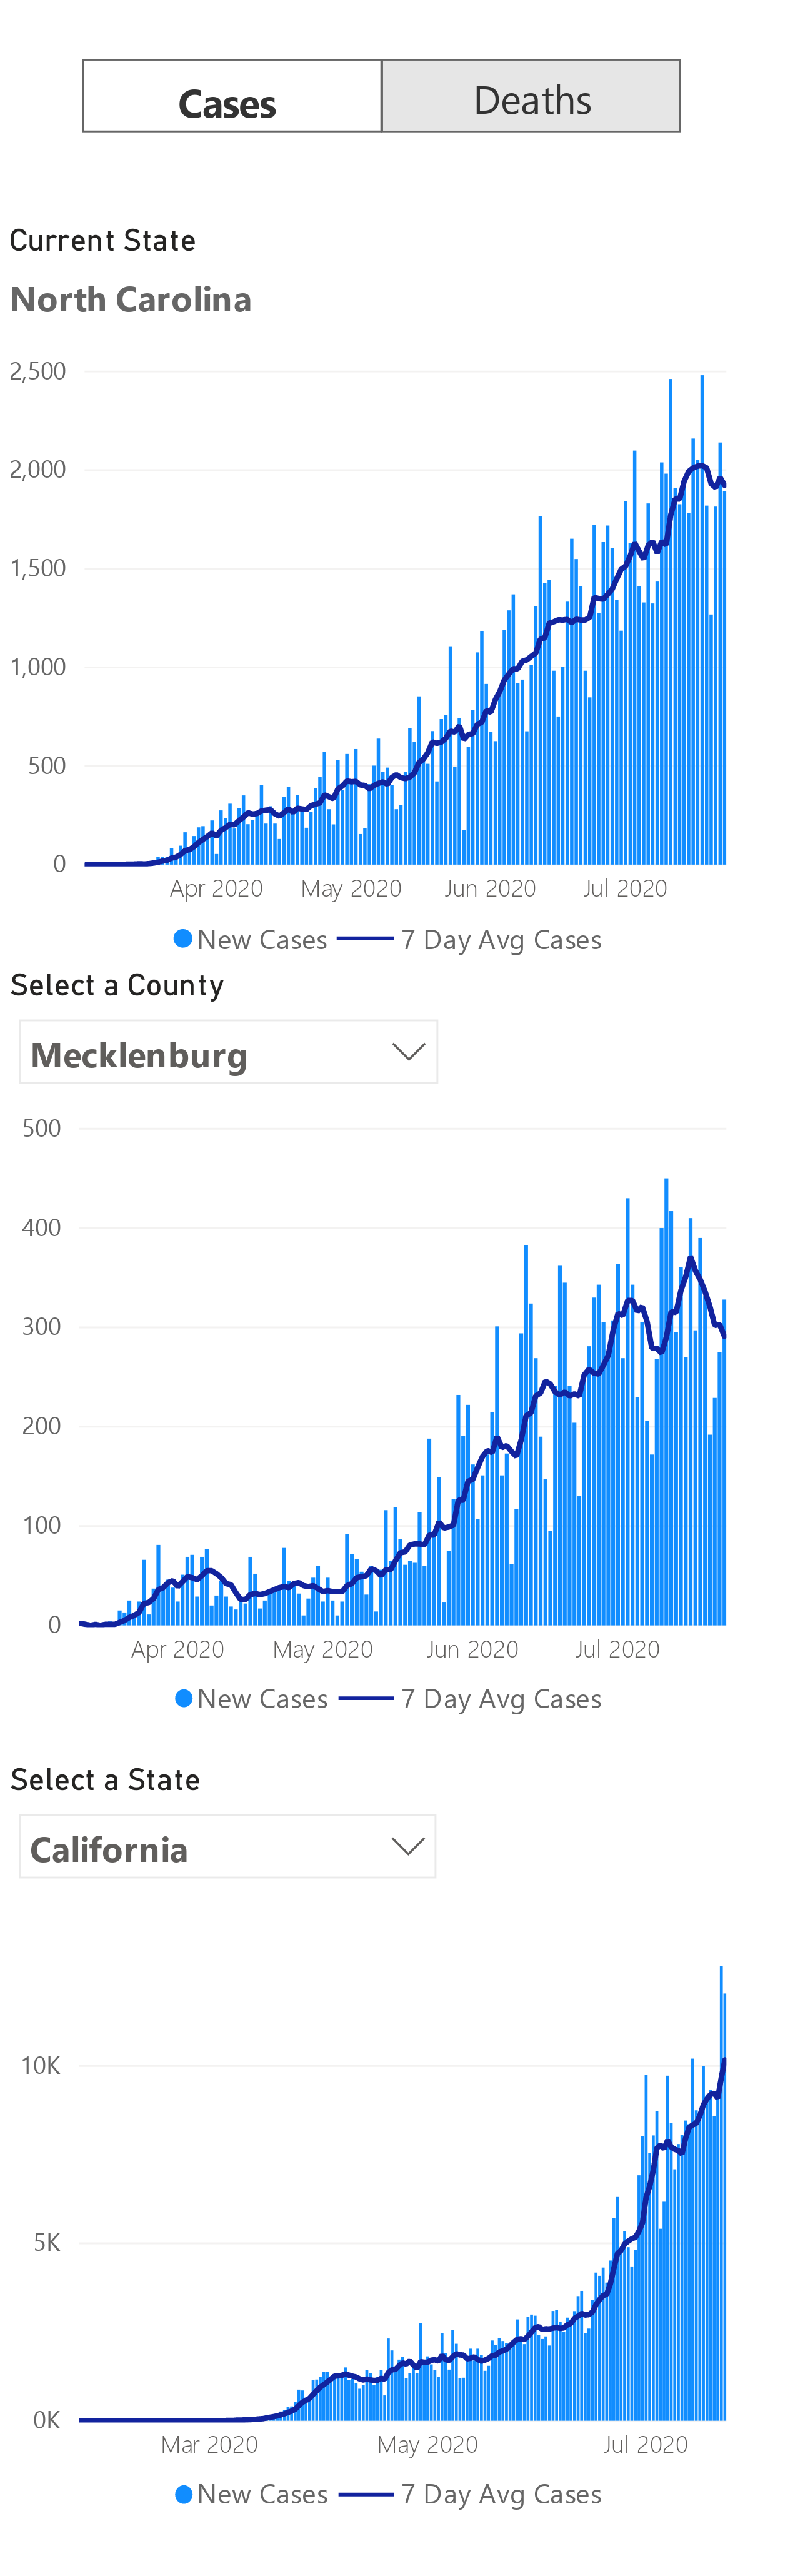 Cases Deaths
Current State
North Carolina
2,500
2,000
1,500
1,000
500
0
Apr 2020 May 2020 Jun 2020 Jul 2020
New Cases 7 Day Avg Cases
Select a County
Mecklenburg
500
400
300
200
100
0
Apr 2020 May 2020 Jun 2020 Jul 2020
New Cases 7 Day Avg Cases
Select a State
California
10K
5K
0K
Mar 2020 May 2020 Jul 2020
New Cases 7 Day Avg Cases